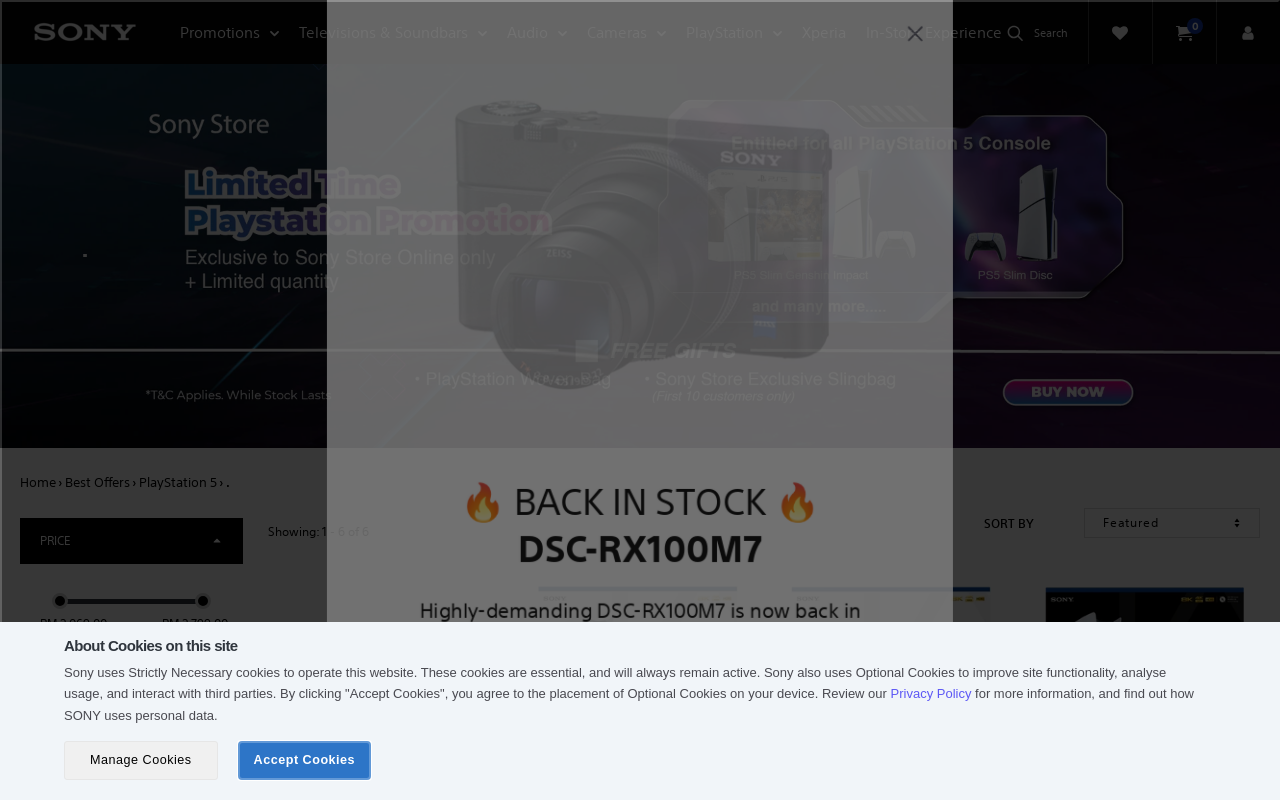 SONY
Promotions
Televisions & Soundbars
Audio
Cameras
PlayStation
Xperia
In-Store Experience
Search
0
Sony Store
Limited Time
Playstation Promotion
Exclusive to Sony Store Online only
+ Limited quantity
*T&C Applies. While Stock Lasts
SONY
Entitled for all PlayStation 5 Console
PS5 Slim Disc
and many more.....
FREE GIFTS
• Sony Store Exclusive Slingbag
(First 10 customers only)
BUY NOW
Home › Best Offers › PlayStation 5 › .
PRICE
Showing: 1 - 6 of 6
SORT BY
Featured
🔥 BACK IN STOCK 🔥
DSC-RX100M7
Highly-demanding DSC-RX100M7 is now back in
SONY
About Cookies on this site
Sony uses Strictly Necessary cookies to operate this website. These cookies are essential, and will always remain active. Sony also uses Optional Cookies to improve site functionality, analyse
usage, and interact with third parties. By clicking "Accept Cookies", you agree to the placement of Optional Cookies on your device. Review our Privacy Policy for more information, and find out how
SONY uses personal data.
Manage Cookies
Accept Cookies